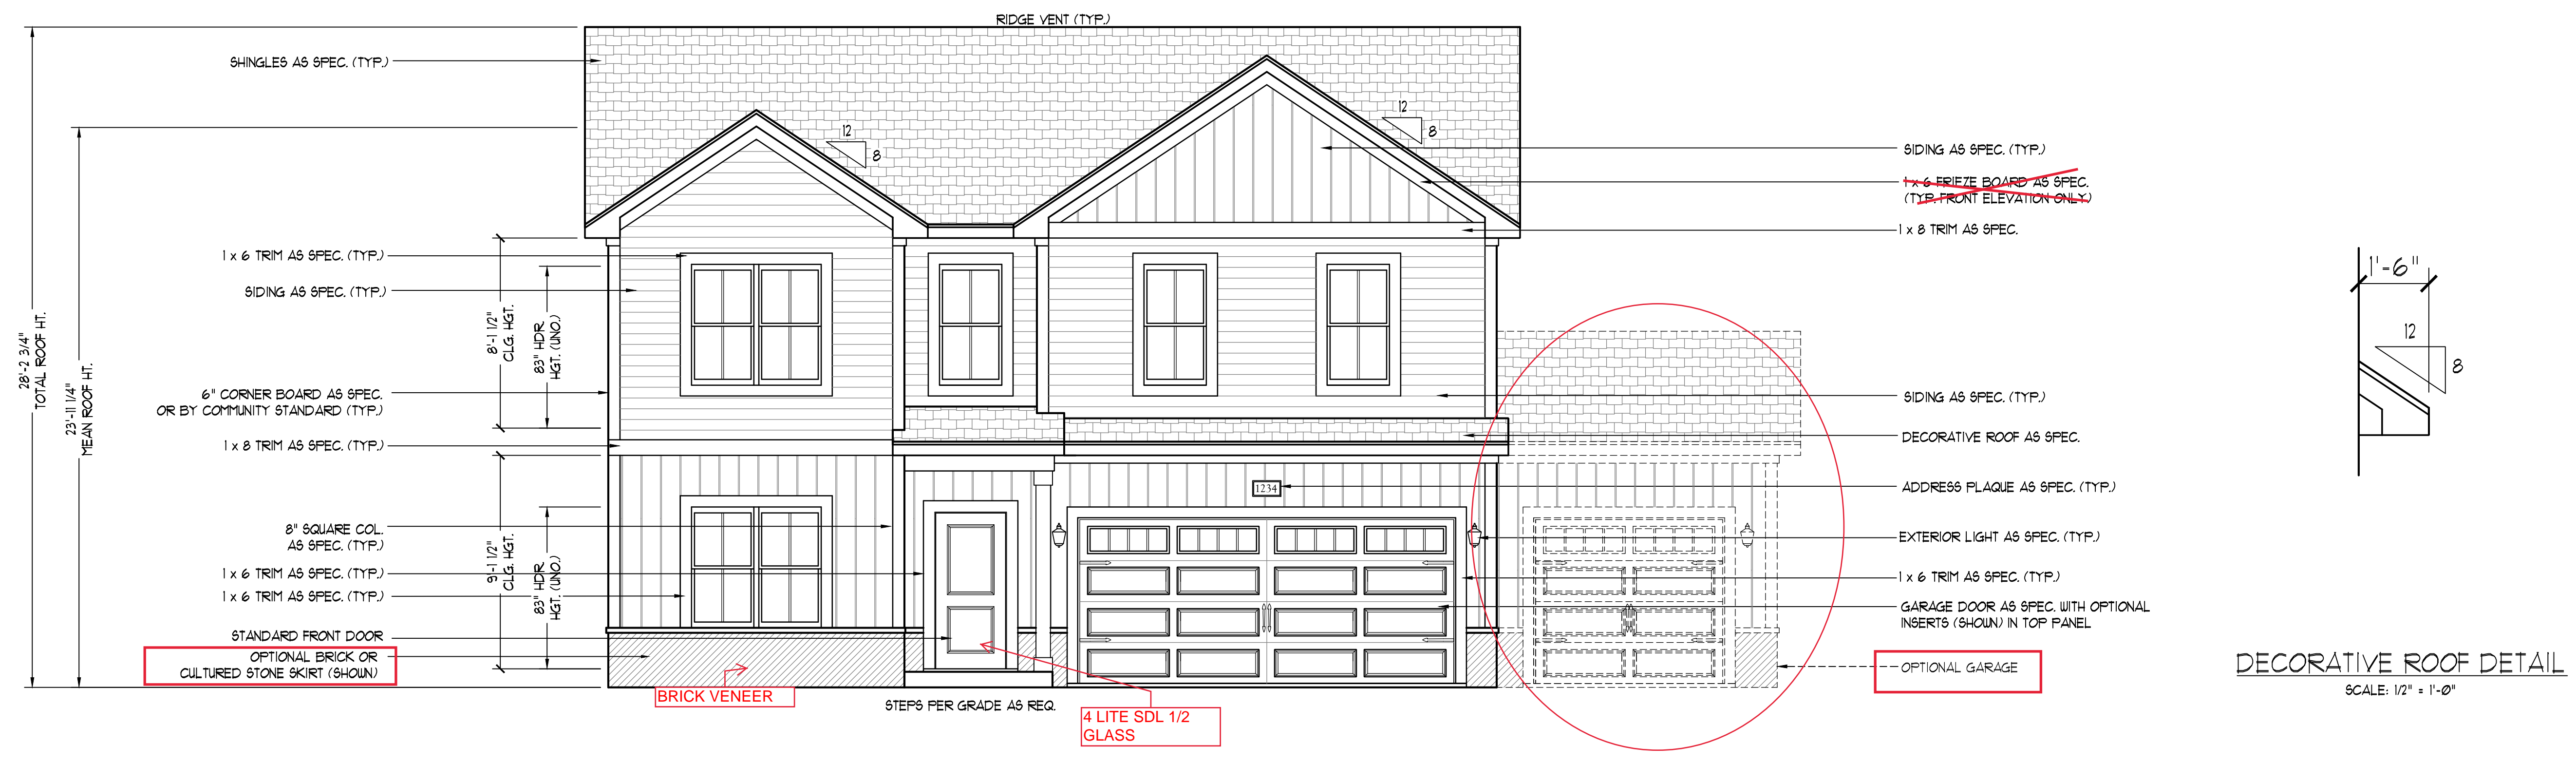 RIDGE VENT (TYP.)
SHINGLES AS SPEC. (TYP.)
28'-2 3/4"
TOTAL ROOF HT.
23'-11 1/4"
MEAN ROOF HT.
12
8
12
8
1 x 6 TRIM AS SPEC. (TYP.)
SIDING AS SPEC. (TYP.)
8'-1 1/2"
CLG. HGT.
83" HDR.
HGT. (UNO.)
6" CORNER BOARD AS SPEC.
OR BY COMMUNITY STANDARD (TYP.)
1 x 8 TRIM AS SPEC. (TYP.)
8" SQUARE COL.
AS SPEC. (TYP.)
9'-1 1/2"
CLG. HGT.
83" HDR.
HGT. (UNO.)
1 x 6 TRIM AS SPEC. (TYP.)
1 x 6 TRIM AS SPEC. (TYP.)
STANDARD FRONT DOOR
OPTIONAL BRICK OR
CULTURED STONE SKIRT (SHOWN)
BRICK VENEER
STEPS PER GRADE AS REQ.
4 LITE SDL 1/2
GLASS
1234
SIDING AS SPEC. (TYP.)
1 x 6 FRIEZE BOARD AS SPEC.
(TYP. FRONT ELEVATION ONLY)
1 x 8 TRIM AS SPEC.
SIDING AS SPEC. (TYP.)
DECORATIVE ROOF AS SPEC.
ADDRESS PLAQUE AS SPEC. (TYP.)
EXTERIOR LIGHT AS SPEC. (TYP.)
1 x 6 TRIM AS SPEC. (TYP.)
GARAGE DOOR AS SPEC. WITH OPTIONAL
INSERTS (SHOWN) IN TOP PANEL
OPTIONAL GARAGE
1'-6"
12
8
DECORATIVE ROOF DETAIL
SCALE: 1/2" = 1'-0"